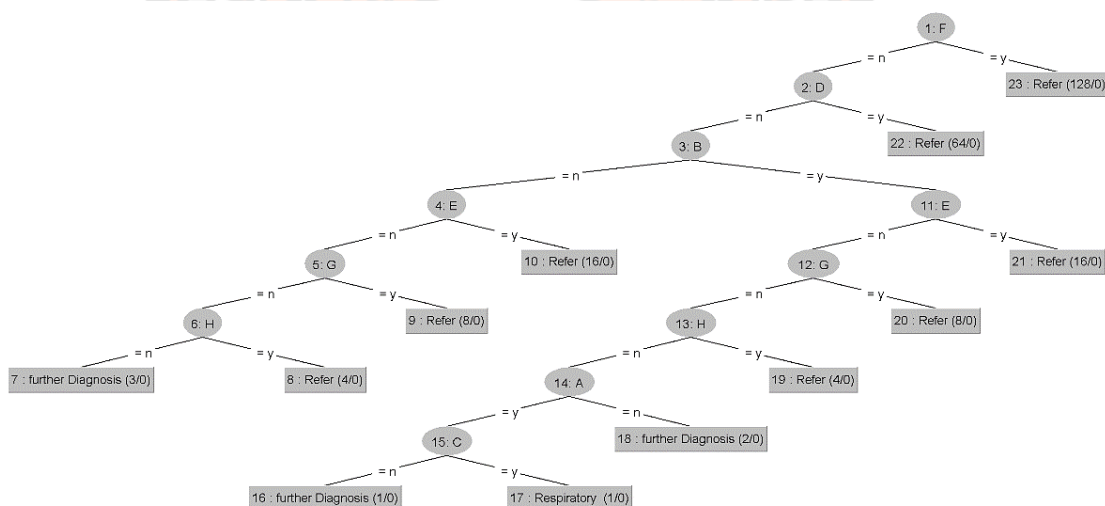 1: F
= n
= y
2: D
23 : Refer (128/0)
= n
= y
3: B
22 : Refer (64/0)
= n
= y
4: E
11: E
= n
= y
= n
= y
5: G
10 : Refer (16/0)
12: G
21 : Refer (16/0)
= n
= y
= n
= y
6: H
9 : Refer (8/0)
13: H
20 : Refer (8/0)
= n
= y
= n
= y
7 : further Diagnosis (3/0)
8 : Refer (4/0)
14: A
19 : Refer (4/0)
= y
= n
15: C
18 : further Diagnosis (2/0)
= n
= y
16 : further Diagnosis (1/0)
17 : Respiratory (1/0)